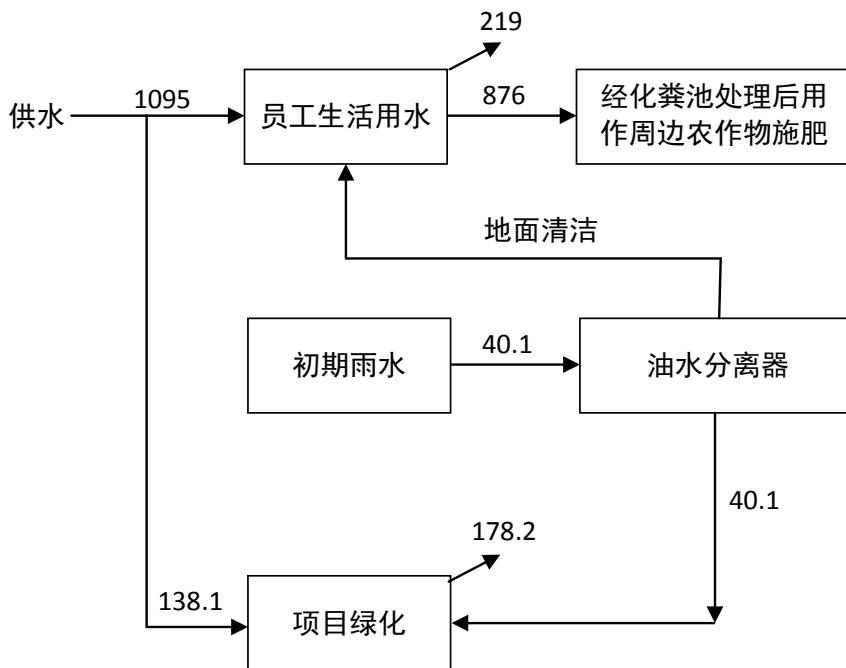 219
供水
1095
员工生活用水
876
经化粪池处理后用
作周边农作物施肥
地面清洁
初期雨水
40.1
油水分离器
40.1
178.2
138.1
项目绿化